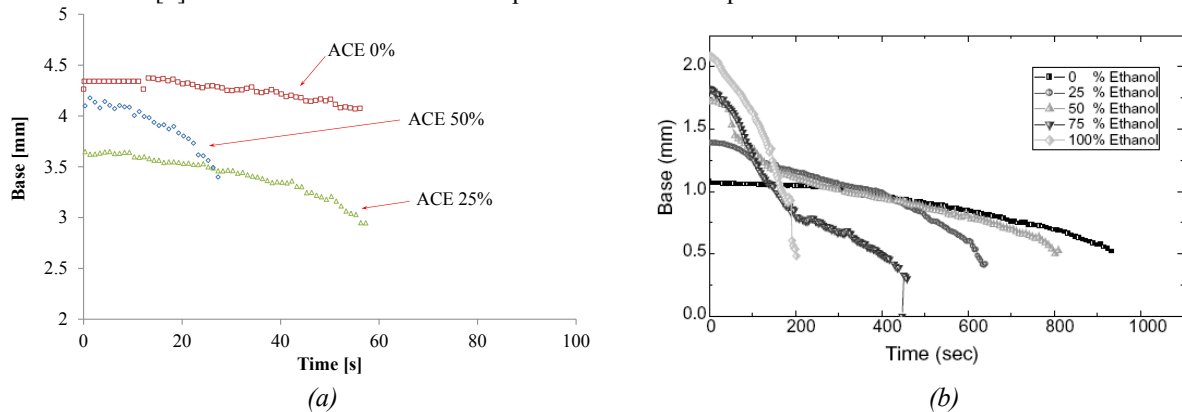 5
4.5
4
3.5
3
2.5
2
Base [mm]
0
20
40
60
80
100
Time [s]
ACE 0%
ACE 50%
ACE 25%
(a)
2.0
1.5
1.0
0.5
0.0
Base (mm)
0
200
400
600
800
1000
Time (sec)
0 % Ethanol
25 % Ethanol
50 % Ethanol
75 % Ethanol
100% Ethanol
(b)